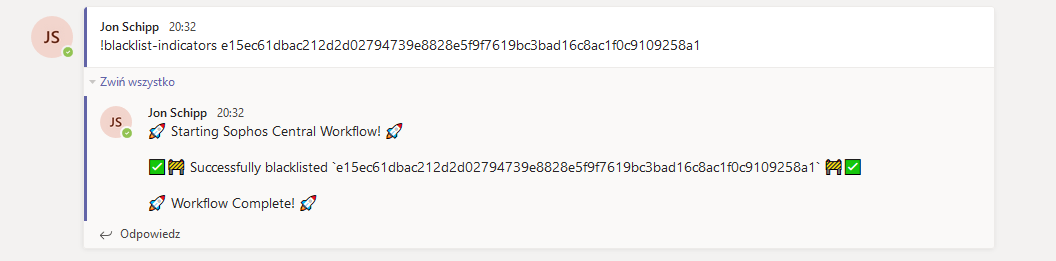 JS
Jon Schipp 20:32
!blacklist-indicators e15ec61dbac212d2d02794739e8828e5f9f7619bc3bad16c8ac1f0c9109258a1
Zwiń wszystko
JS
Jon Schipp 20:32
🚀 Starting Sophos Central Workflow! 🚀
✅🚧 Successfully blacklisted `e15ec61dbac212d2d02794739e8828e5f9f7619bc3bad16c8ac1f0c9109258a1` 🚧✅
🚀 Workflow Complete! 🚀
Odpowiedz